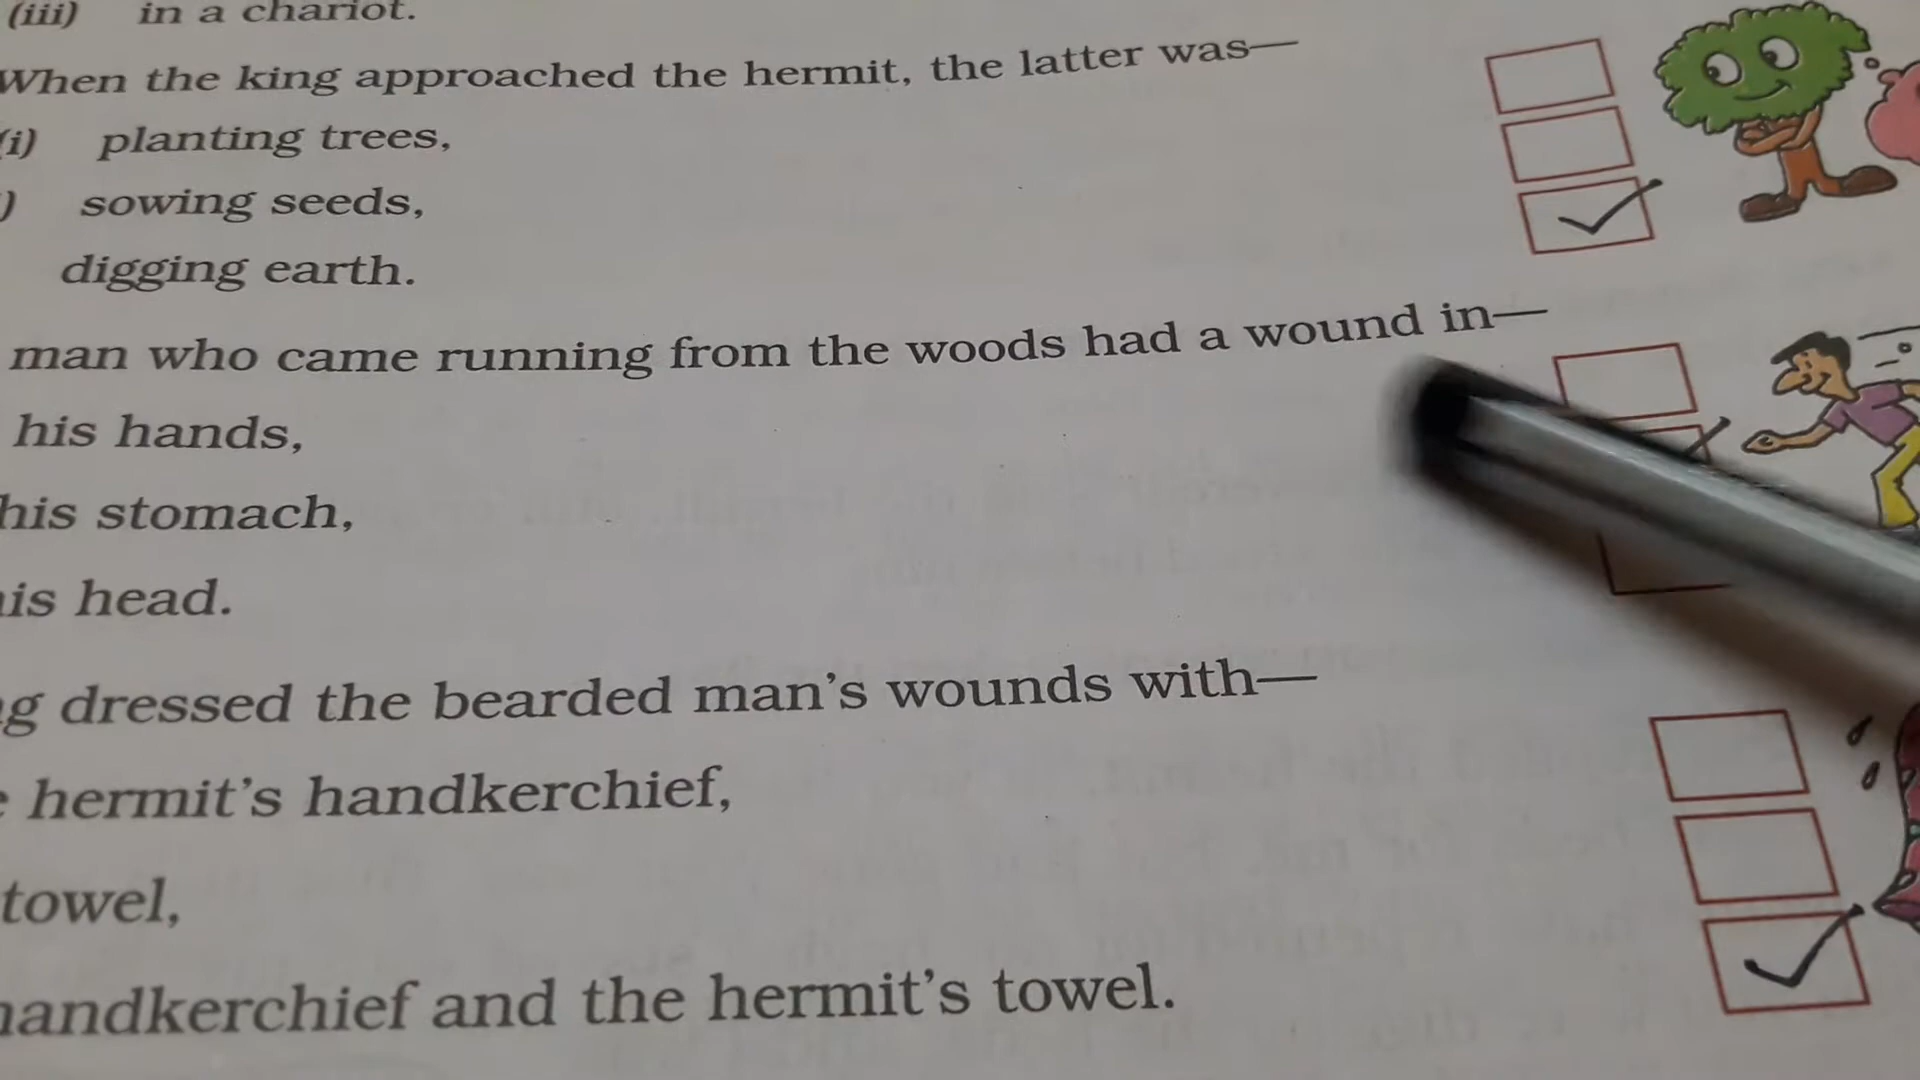 (iii) in a chariot.
When the king approached the hermit, the latter was—
(i) planting trees,
) sowing seeds,
digging earth.
man who came running from the woods had a wound in—
his hands,
his stomach,
is head.
g dressed the bearded man's wounds with—
hermit's handkerchief,
towel,
handkerchief and the hermit's towel.